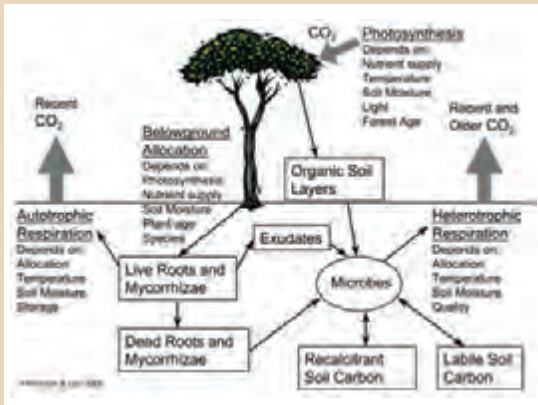 CO₂
Photosynthesis
Depends on:
Nutrient supply
Temperature
Soil Moisture
Light
Forest Age
Recent
CO₂
Belowground
Allocation
Depends on:
Photosynthesis
Nutrient supply
Soil Moisture
Plant age
Species
Recent and
Older CO₂
Organic Soil
Layers
Autotrophic
Respiration
Depends on:
Allocation
Temperature
Soil Moisture
Storage
Exudates
Live Roots and
Mycorrhizae
Microbes
Heterotrophic
Respiration
Depends on:
Allocation
Temperature
Soil Moisture
Quality
Dead Roots and
Mycorrhizae
Recalcitrant
Soil Carbon
Labile Soil
Carbon